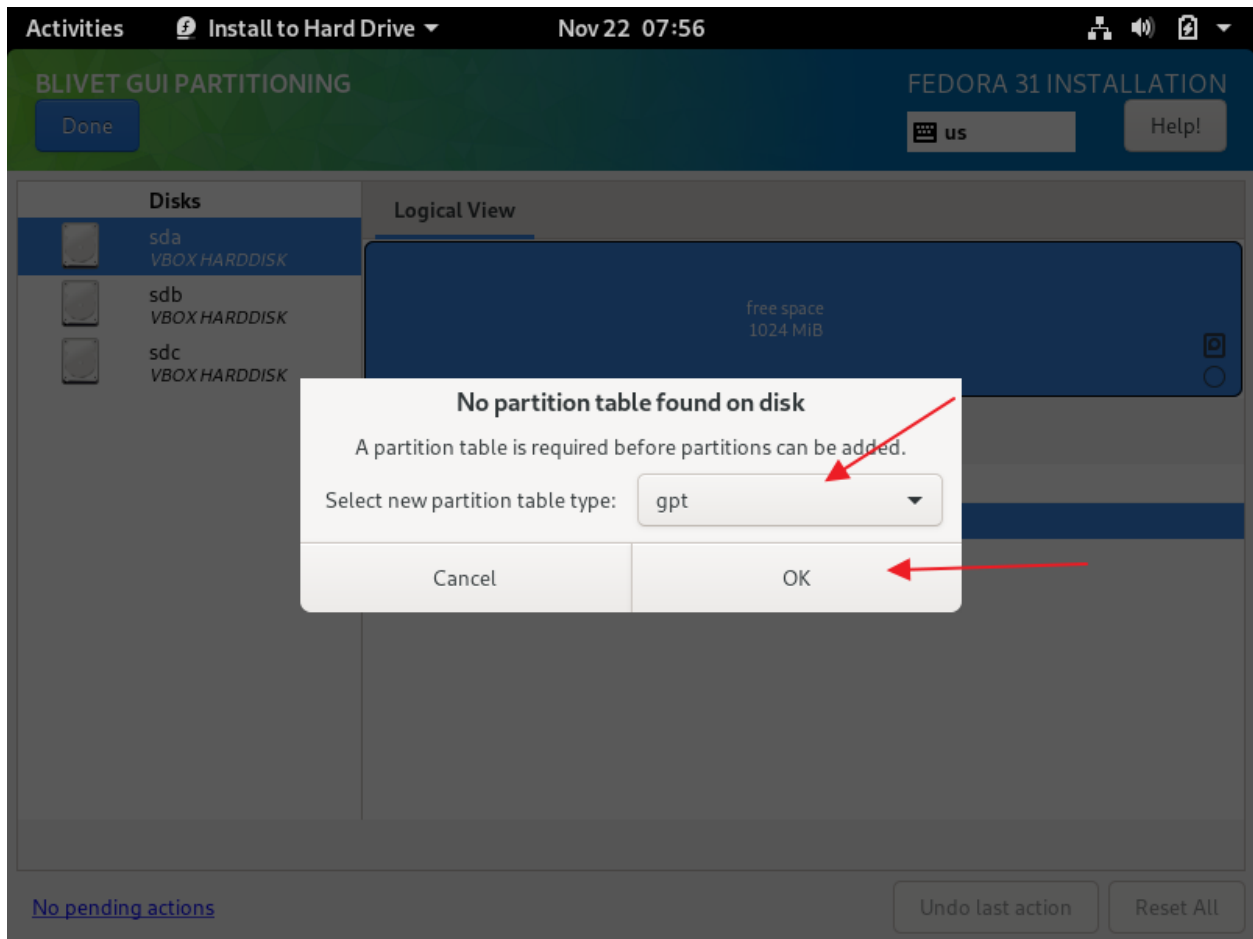 Activities Install to Hard Drive Nov 22 07:56
BLIVET GUI PARTITIONING
Done
FEDORA 31 INSTALLATION
us
Help!
Disks
sda
VBOX HARDDISK
sdb
VBOX HARDDISK
sdc
VBOX HARDDISK
Logical View
free space
1024 MiB
No partition table found on disk
A partition table is required before partitions can be added.
Select new partition table type: gpt
Cancel OK
No pending actions
Undo last action Reset All